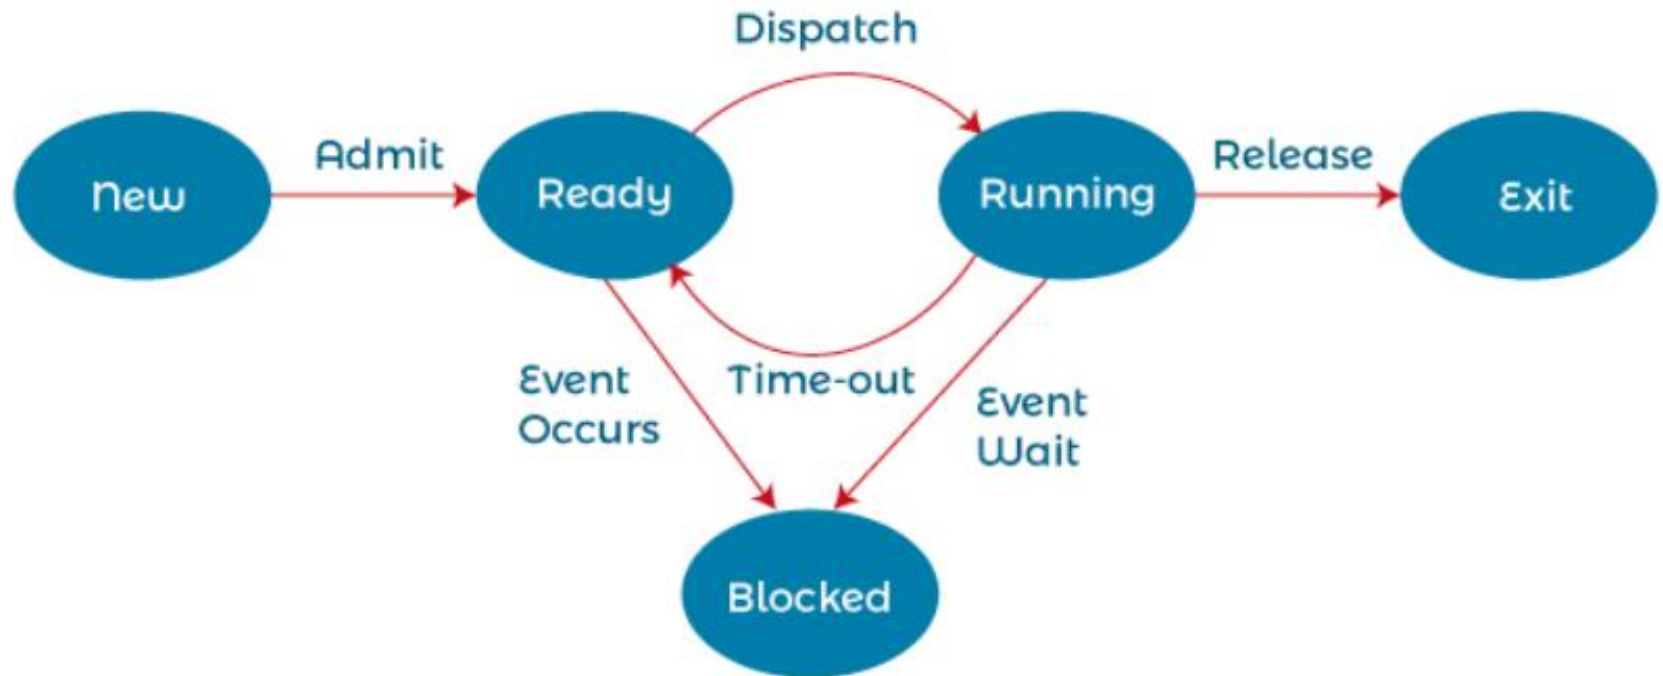 Dispatch
New
Admit
Ready
Running
Release
Exit
Event
Occurs
Time-out
Event
Wait
Blocked